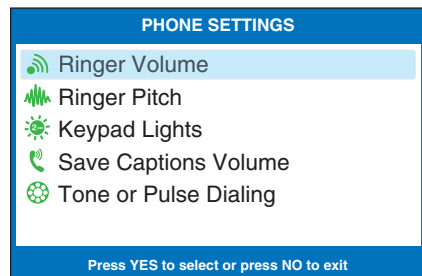 PHONE SETTINGS
Ringer Volume
Ringer Pitch
Keypad Lights
Save Captions Volume
Tone or Pulse Dialing
Press YES to select or press NO to exit